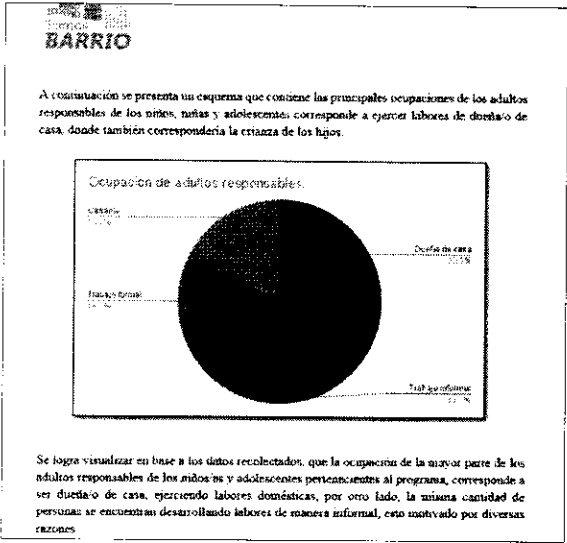 Somos
BARRIO
A continuación se presenta un esquema que contiene las principales ocupaciones de los adultos
responsables de los niños, niñas y adolescentes corresponde a ejercer labores de dueña/o de
casa, donde también correspondería la crianza de los hijos.
Ocupación de adultos responsables.
Cesante
Dueña de casa
Trabajo formal
Trabajo informal
Se logra visualizar en base a los datos recolectados, que la ocupación de la mayor parte de los
adultos responsables de los niños/as y adolescentes pertenecientes al programa, corresponde a
ser dueña/o de casa, ejerciendo labores domésticas, por otro lado, la misma cantidad de
personas se encuentran desarrollando labores de manera informal, esto motivado por diversas
razones